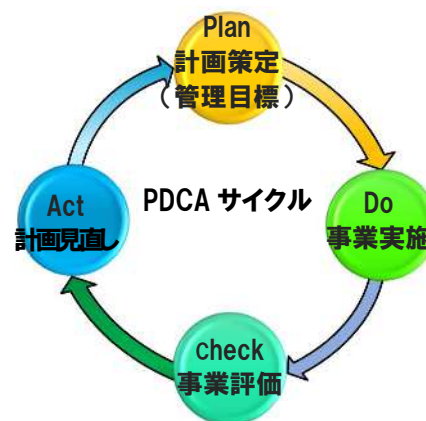 Plan
計画策定
（管理目標）
PDCA サイクル
Do
事業実施
check
事業評価
Act
計画見直し